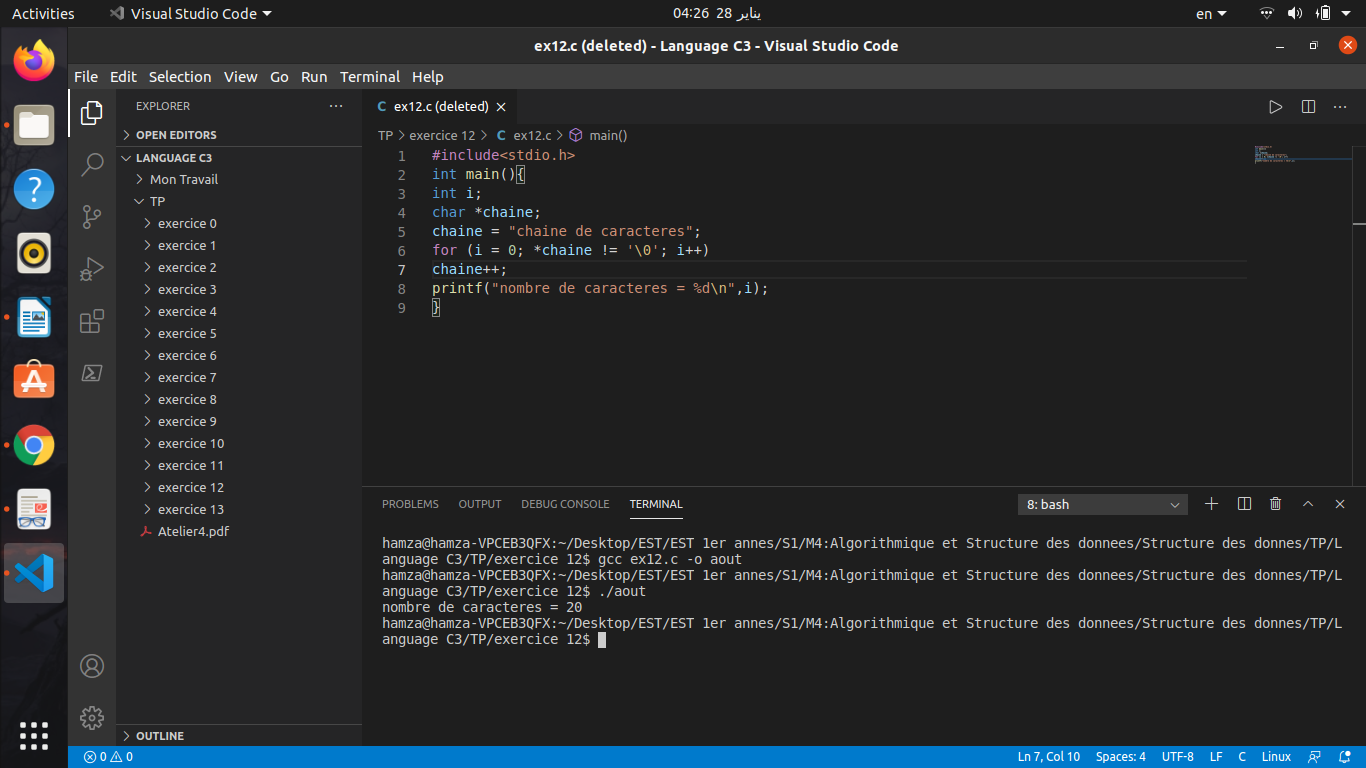 Activities Visual Studio Code 04:26 28 يناير en
ex12.c (deleted) - Language C3 - Visual Studio Code
File Edit Selection View Go Run Terminal Help
EXPLORER
OPEN EDITORS
LANGUAGE C3
Mon Travail
TP
exercice 0
exercice 1
exercice 2
exercice 3
exercice 4
exercice 5
exercice 6
exercice 7
exercice 8
exercice 9
exercice 10
exercice 11
exercice 12
exercice 13
Atelier4.pdf
OUTLINE
C ex12.c (deleted)
TP > exercice 12 > C ex12.c > main()
1 #include<stdio.h>
2 int main(){
3 int i;
4 char *chaine;
5 chaine = "chaine de caracteres";
6 for (i = 0; *chaine != '\0'; i++)
7 chaine++;
8 printf("nombre de caracteres = %d\n",i);
9 }
PROBLEMS OUTPUT DEBUG CONSOLE TERMINAL 8: bash
hamza@hamza-VPCEB3QFX:~/Desktop/EST/EST 1er annes/S1/M4:Algorithmique et Structure des donnees/Structure des donnes/TP/L
anguage C3/TP/exercice 12$ gcc ex12.c -o aout
hamza@hamza-VPCEB3QFX:~/Desktop/EST/EST 1er annes/S1/M4:Algorithmique et Structure des donnees/Structure des donnes/TP/L
anguage C3/TP/exercice 12$ ./aout
nombre de caracteres = 20
hamza@hamza-VPCEB3QFX:~/Desktop/EST/EST 1er annes/S1/M4:Algorithmique et Structure des donnees/Structure des donnes/TP/L
anguage C3/TP/exercice 12$
0 0 Ln 7, Col 10 Spaces: 4 UTF-8 LF C Linux